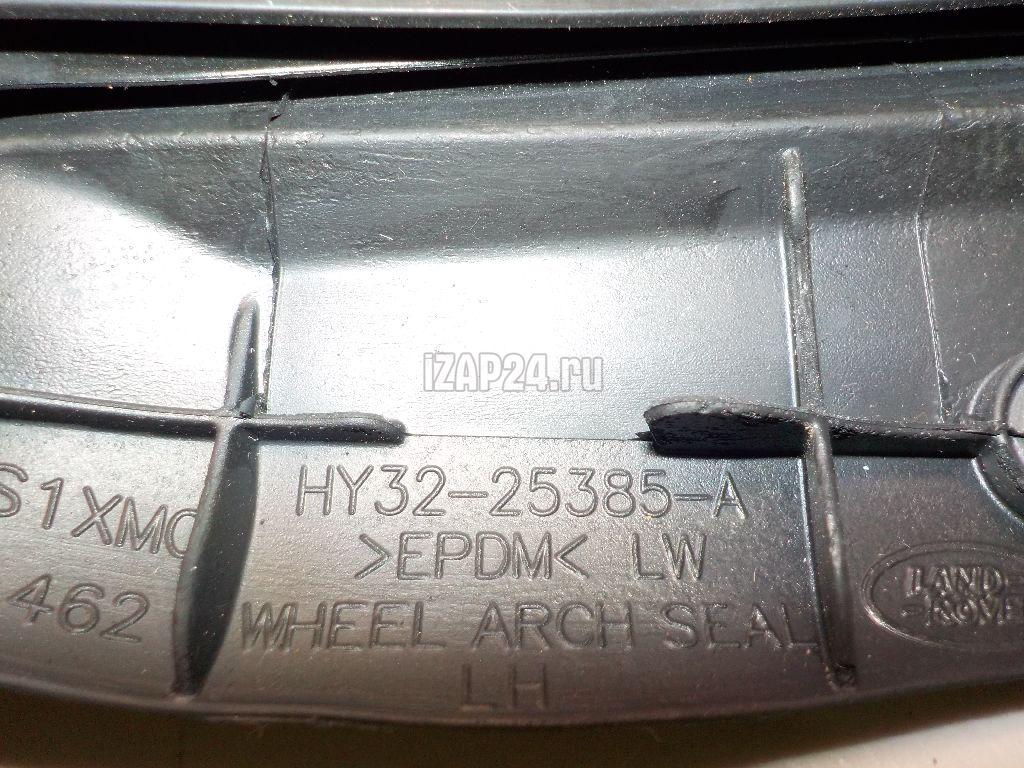 iZAP24.ru
HY32-25385-A
>EPDM< LW
WHEEL ARCH SEAL
LH
S1XMC
462
LAND-
-ROVER